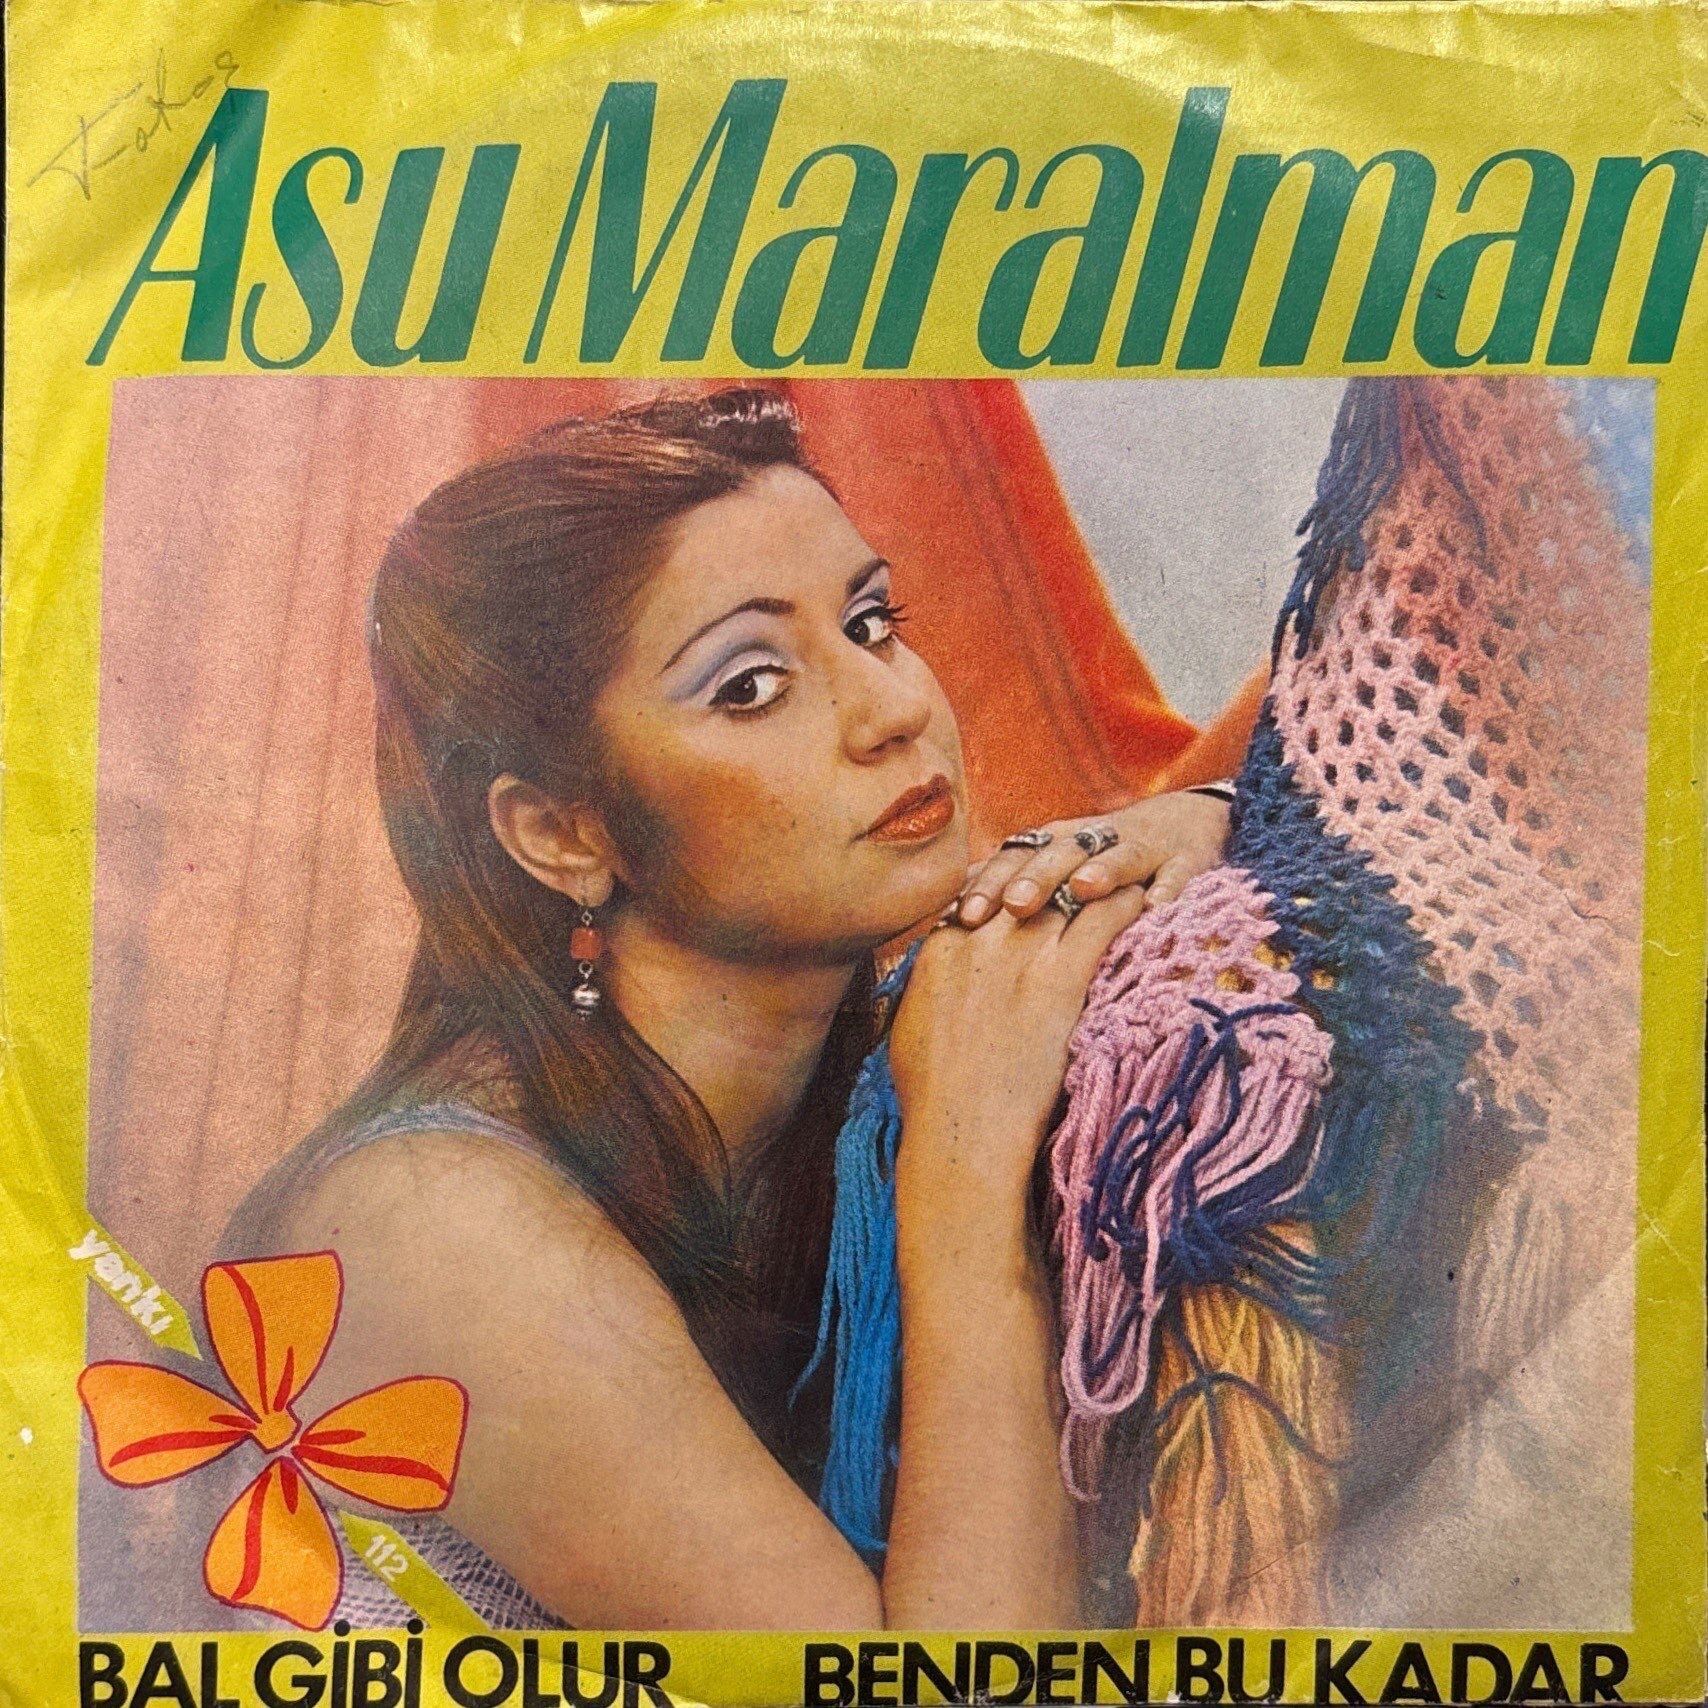 Asu Maralman
yankı
112
BAL GİBİ OLUR
BENDEN BU KADAR